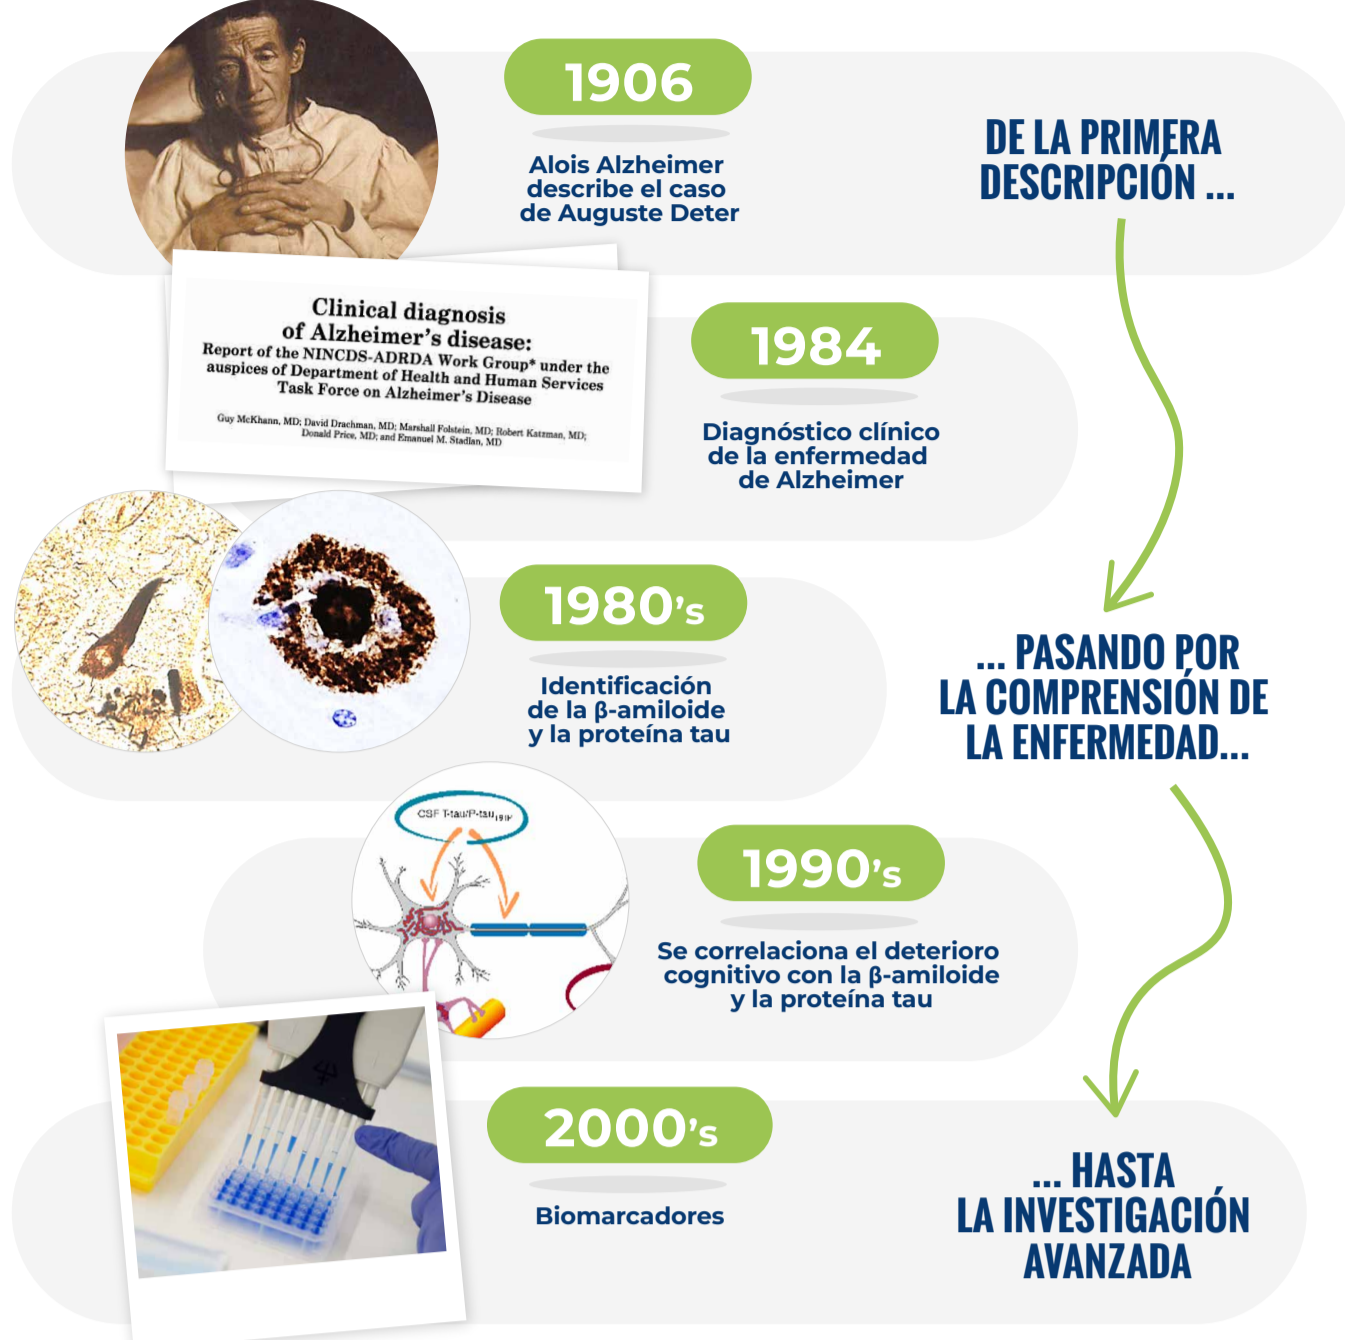 1906
Alois Alzheimer
describe el caso
de Auguste Deter
DE LA PRIMERA
DESCRIPCIÓN ...
Clinical diagnosis
of Alzheimer's disease:
Report of the NINCDS-ADRDA Work Group* under the
auspices of Department of Health and Human Services
Task Force on Alzheimer's Disease
Guy McKhann, MD; David Drachman, MD; Marshall Folstein, MD; Robert Katzman, MD;
Donald Price, MD; and Emanuel M. Stadlan, MD
1984
Diagnóstico clínico
de la enfermedad
de Alzheimer
1980's
Identificación
de la β-amiloide
y la proteína tau
... PASANDO POR
LA COMPRENSIÓN DE
LA ENFERMEDAD...
CSF T-tau/P-tau
1990's
Se correlaciona el deterioro
cognitivo con la β-amiloide
y la proteína tau
2000's
Biomarcadores
... HASTA
LA INVESTIGACIÓN
AVANZADA